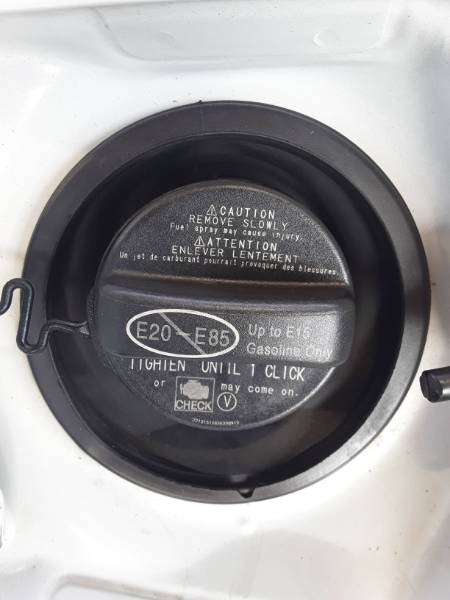 ⚠CAUTION
REMOVE SLOWLY
Fuel spray may cause injury.
⚠ATTENTION
ENLEVER LENTEMENT
Un jet de carburant pourrait provoquer des blessures.
E20-E85
Up to E15
Gasoline Only
TIGHTEN UNTIL 1 CLICK
or CHECK may come on.
V